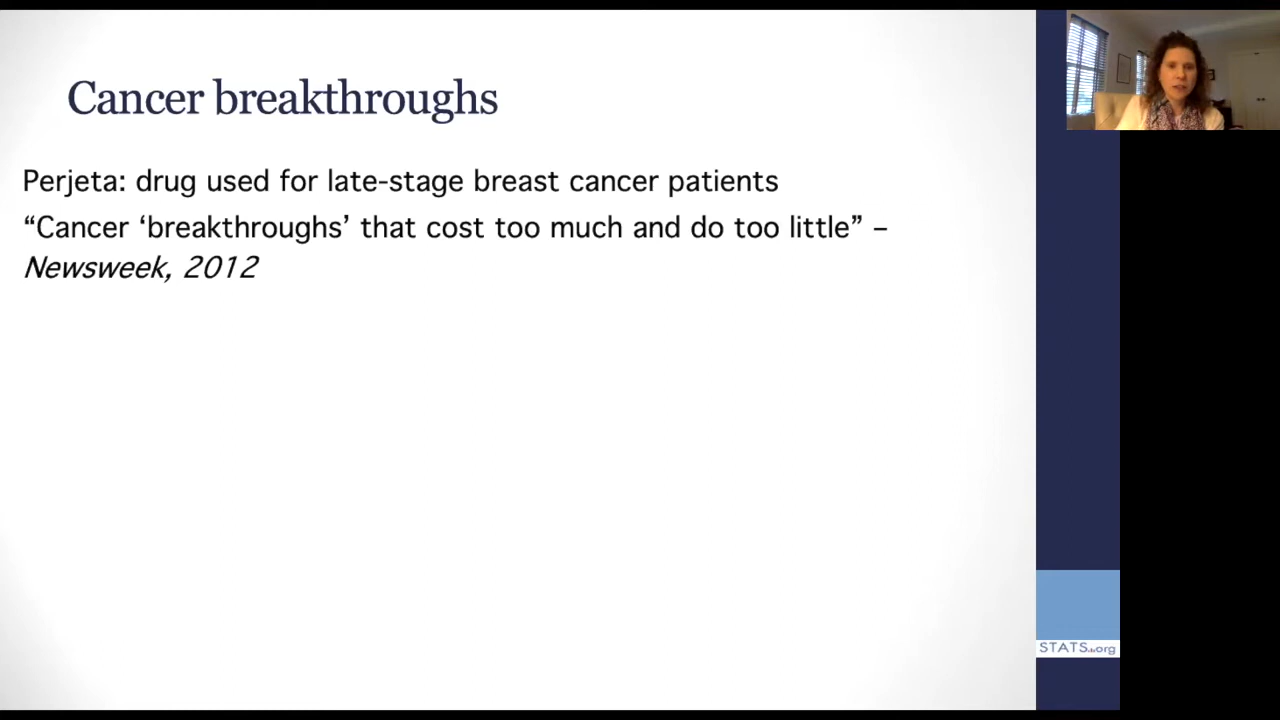 Cancer breakthroughs
Perjeta: drug used for late-stage breast cancer patients
“Cancer ‘breakthroughs’ that cost too much and do too little” –
Newsweek, 2012
STATS.org